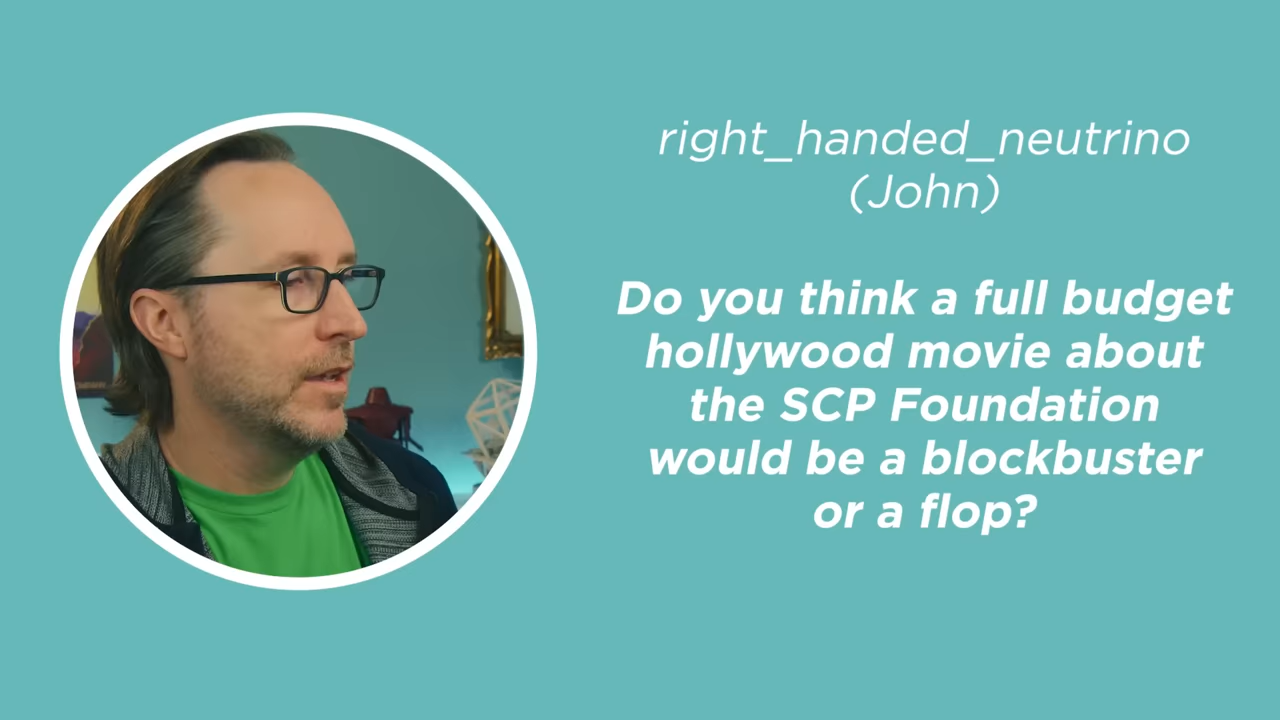 right_handed_neutrino
(John)
Do you think a full budget
hollywood movie about
the SCP Foundation
would be a blockbuster
or a flop?